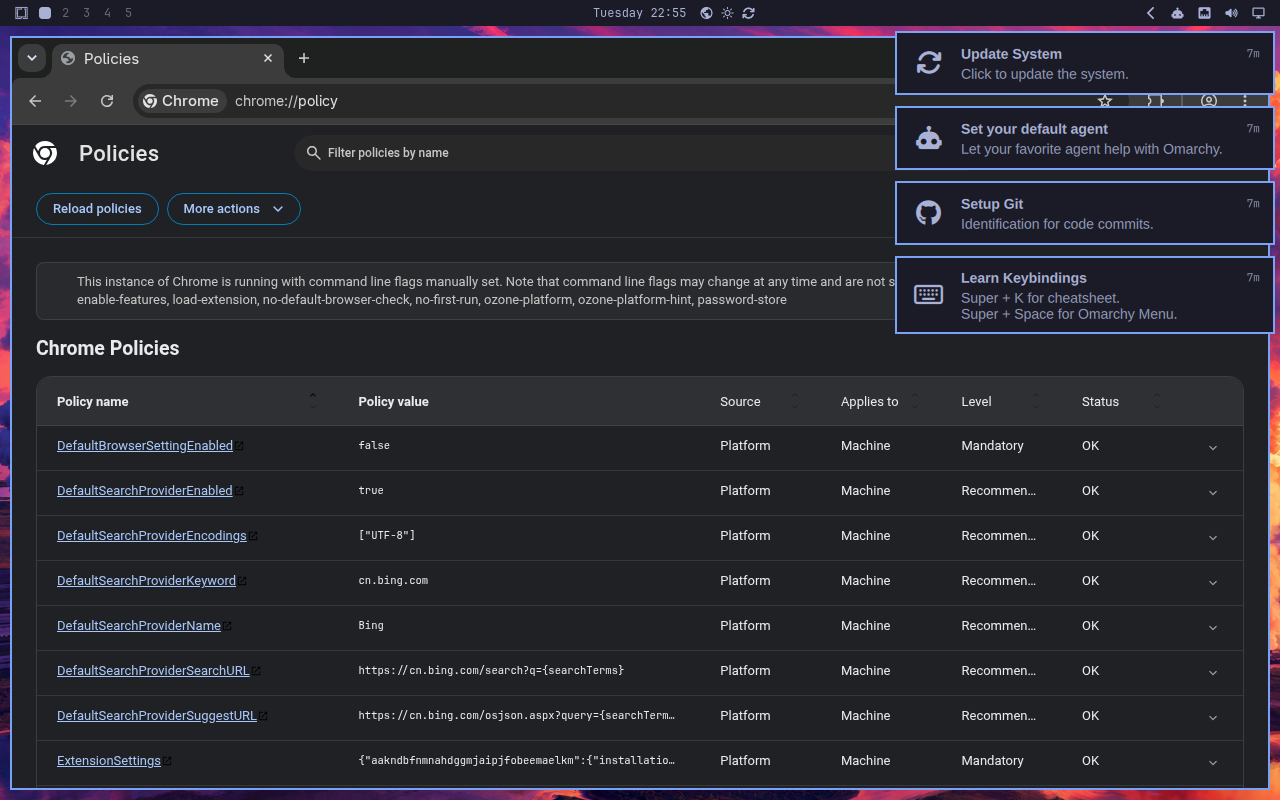 2 3 4 5
Tuesday 22:55
Policies
Chrome
chrome://policy
Update System
7m
Click to update the system.
Set your default agent
7m
Let your favorite agent help with Omarchy.
Setup Git
7m
Identification for code commits.
Learn Keybindings
7m
Super + K for cheatsheet.
Super + Space for Omarchy Menu.
Policies
Filter policies by name
Reload policies
More actions
This instance of Chrome is running with command line flags manually set. Note that command line flags may change at any time and are not s
enable-features, load-extension, no-default-browser-check, no-first-run, ozone-platform, ozone-platform-hint, password-store
Chrome Policies
Policy name Policy value Source Applies to Level Status
DefaultBrowserSettingEnabled false Platform Machine Mandatory OK
DefaultSearchProviderEnabled true Platform Machine Recommen… OK
DefaultSearchProviderEncodings ["UTF-8"] Platform Machine Recommen… OK
DefaultSearchProviderKeyword cn.bing.com Platform Machine Recommen… OK
DefaultSearchProviderName Bing Platform Machine Recommen… OK
DefaultSearchProviderSearchURL https://cn.bing.com/search?q={searchTerms} Platform Machine Recommen… OK
DefaultSearchProviderSuggestURL https://cn.bing.com/osjson.aspx?query={searchTerm… Platform Machine Recommen… OK
ExtensionSettings {"aakndbfnmnahdggmjaipjfobeemaelkm":{"installatio… Platform Machine Mandatory OK